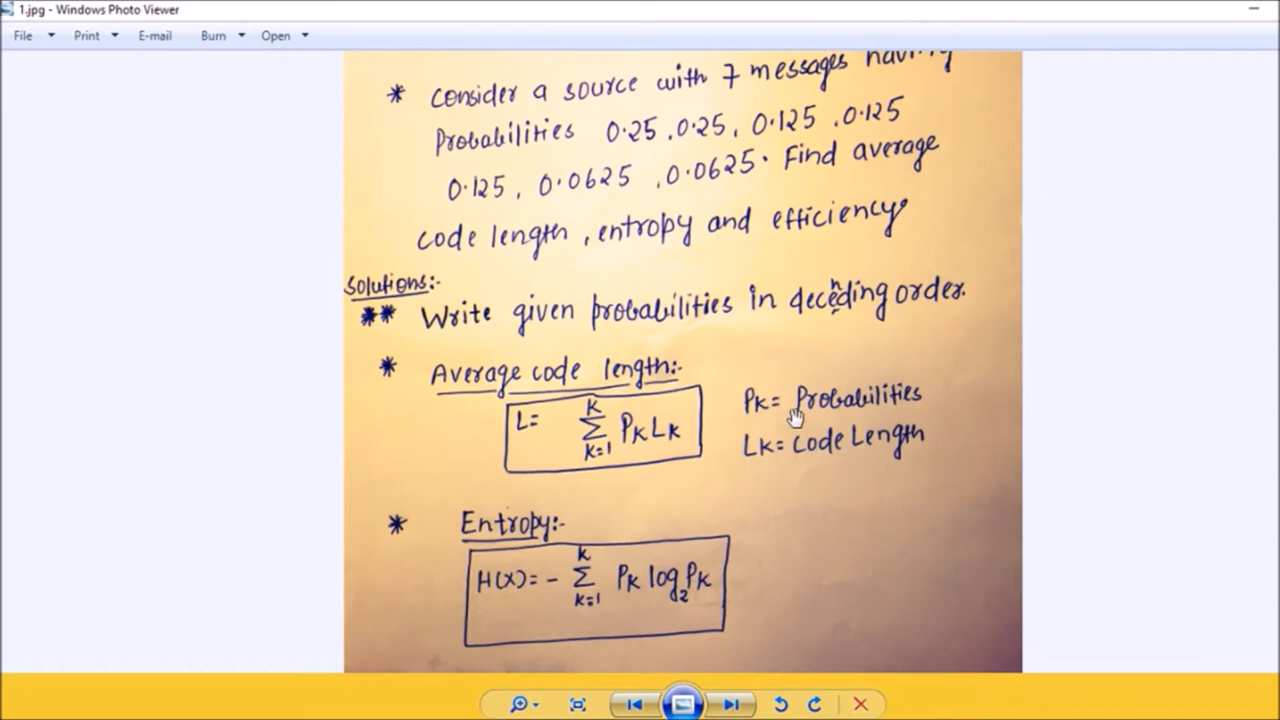 1.jpg - Windows Photo Viewer
File Print E-mail Burn Open
* Consider a source with 7 messages having
Probabilities 0.25, 0.25, 0.125, 0.125
0.125, 0.0625, 0.0625. Find average
code length, entropy and efficiency
Solutions:-
** Write given probabilities in decending order.
* Average code length:-
L= K Σ k=1 PK LK
PK= Probabilities
LK= Code Length
* Entropy:-
H(X)= - K Σ k=1 PK log2 PK